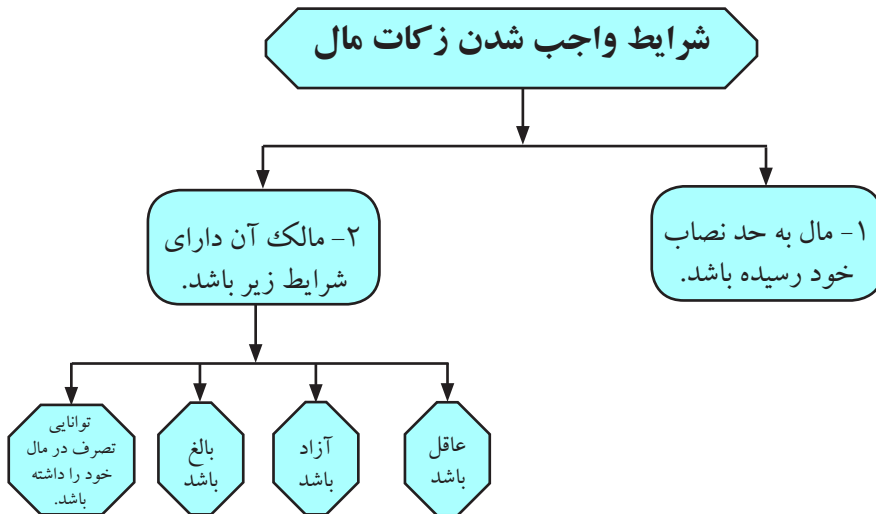 شرایط واجب شدن زکات مال
۱- مال به حد نصاب
خود رسیده باشد.
۲- مالک آن دارای
شرایط زیر باشد.
عاقل
باشد
آزاد
باشد
بالغ
باشد
توانایی
تصرف در مال
خود را داشته
باشد.